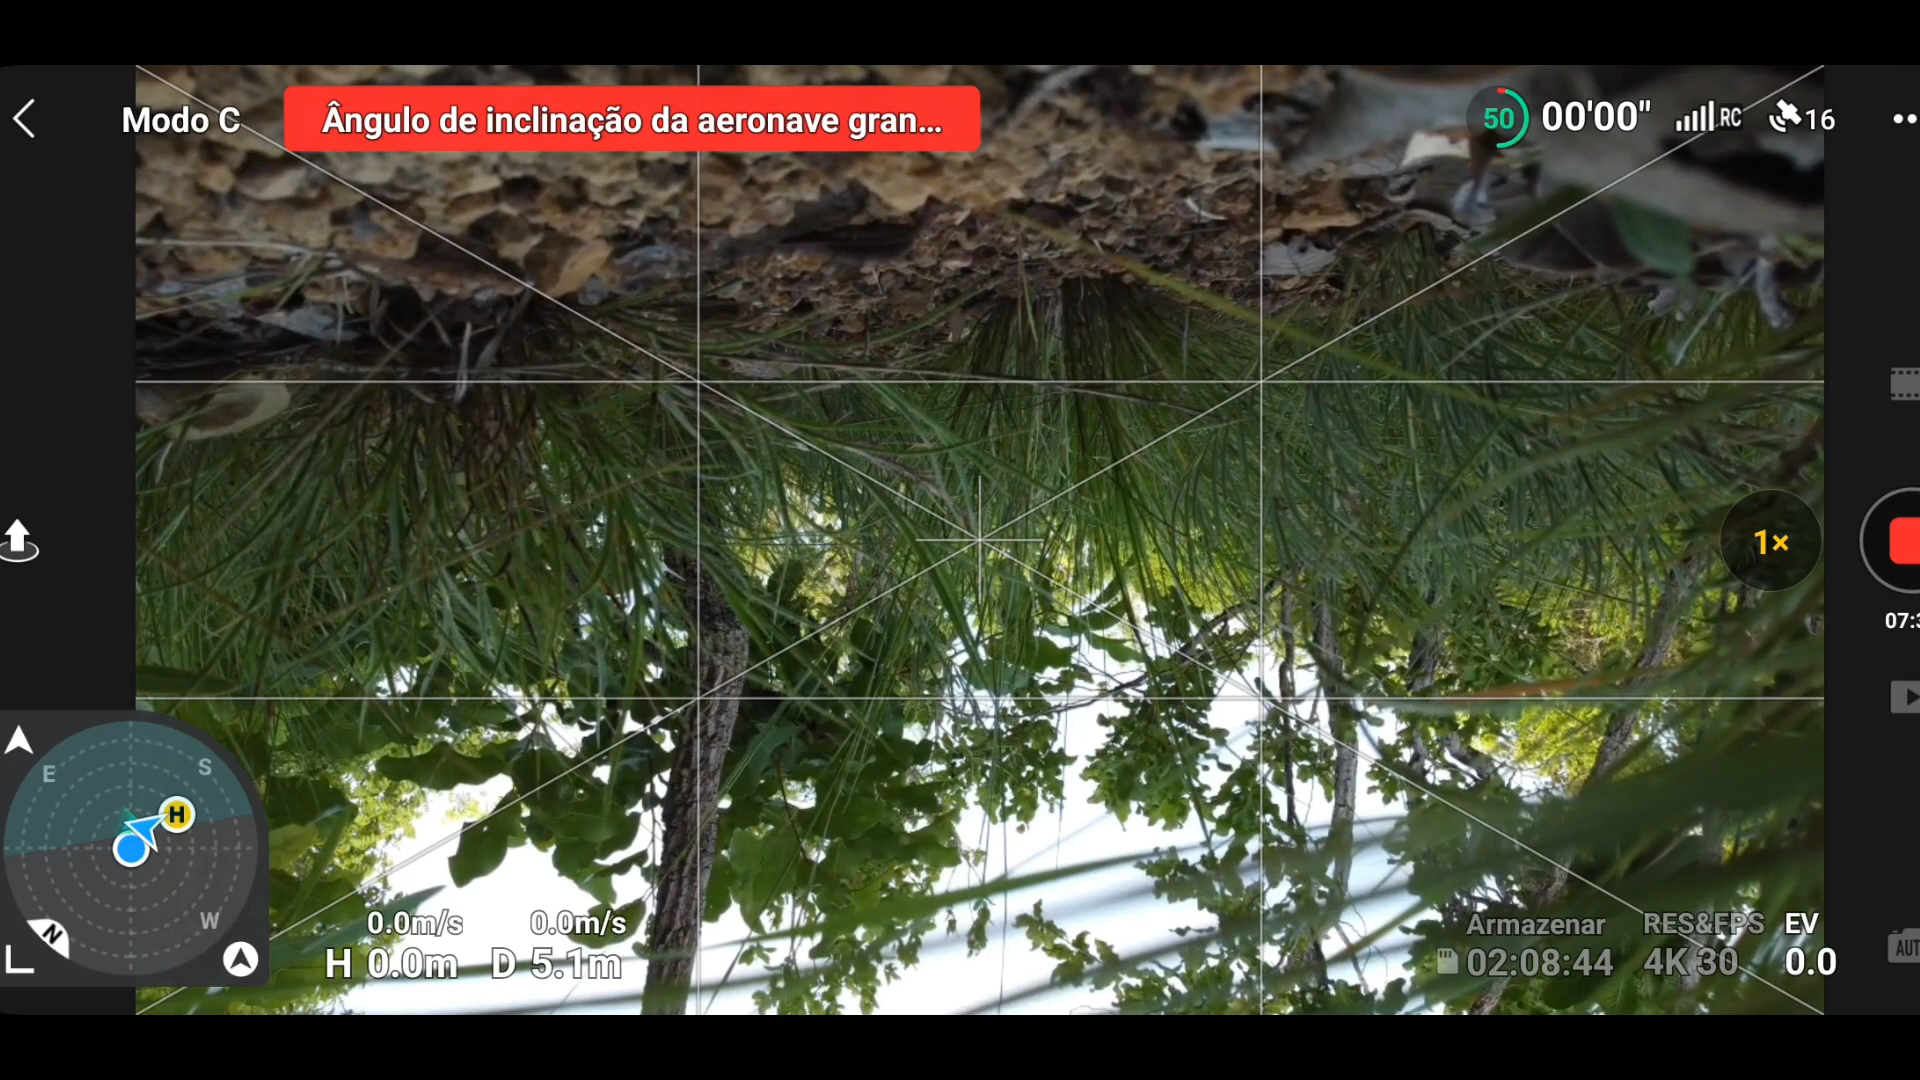 Modo C
Ângulo de inclinação da aeronave gran...
50
00'00"
RC
16
1×
07:3
E
S
H
W
N
0.0m/s
0.0m/s
H 0.0m
D 5.1m
Armazenar
02:08:44
RES&FPS
4K 30
EV
0.0
AUT